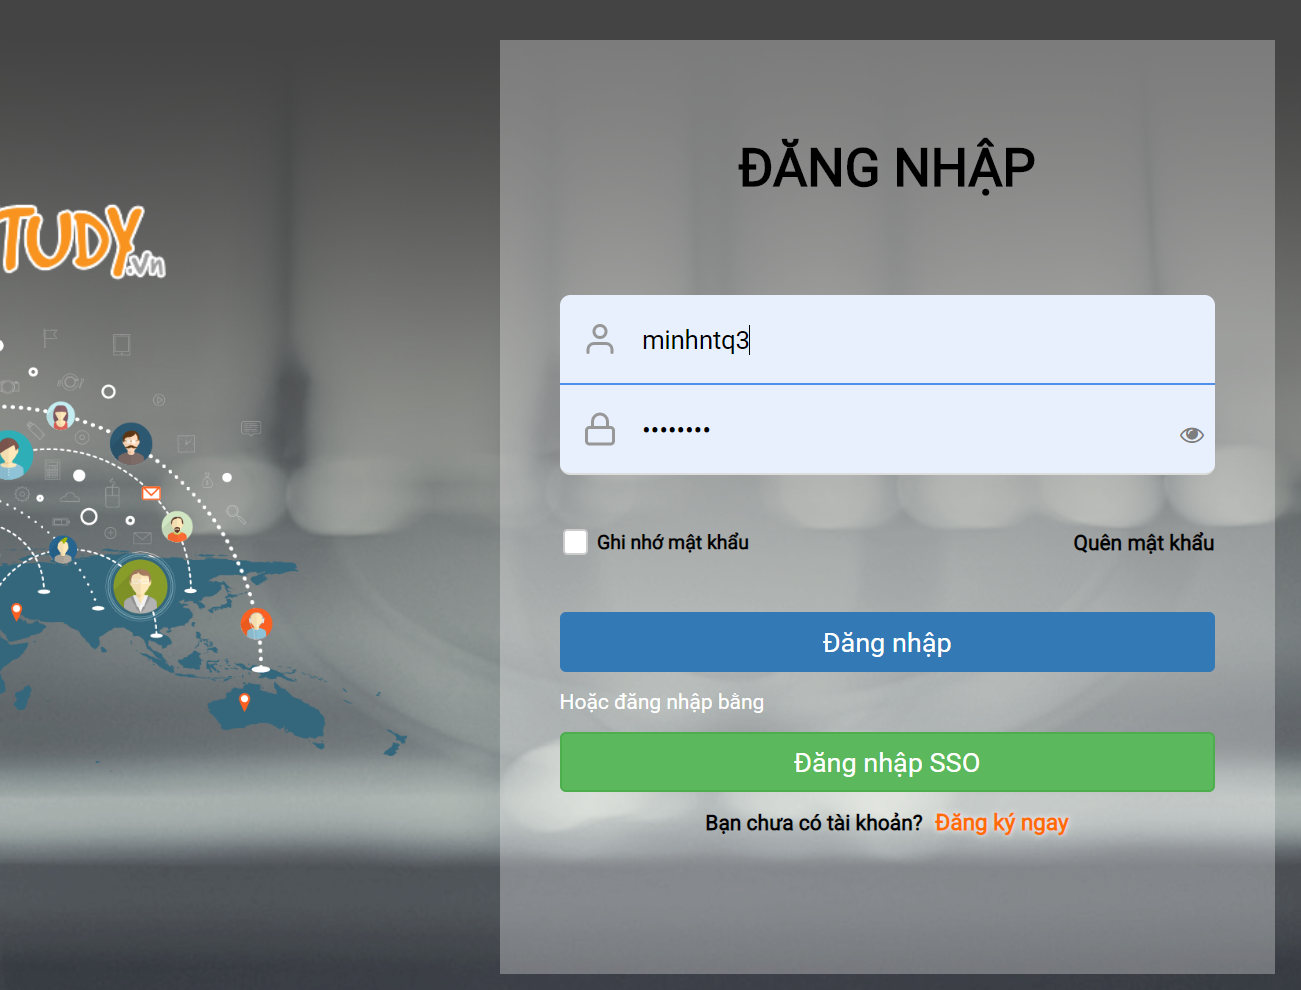 ĐĂNG NHẬP
TUDY.vn
minhntq3
Ghi nhớ mật khẩu
Quên mật khẩu
Đăng nhập
Hoặc đăng nhập bằng
Đăng nhập SSO
Bạn chưa có tài khoản? Đăng ký ngay